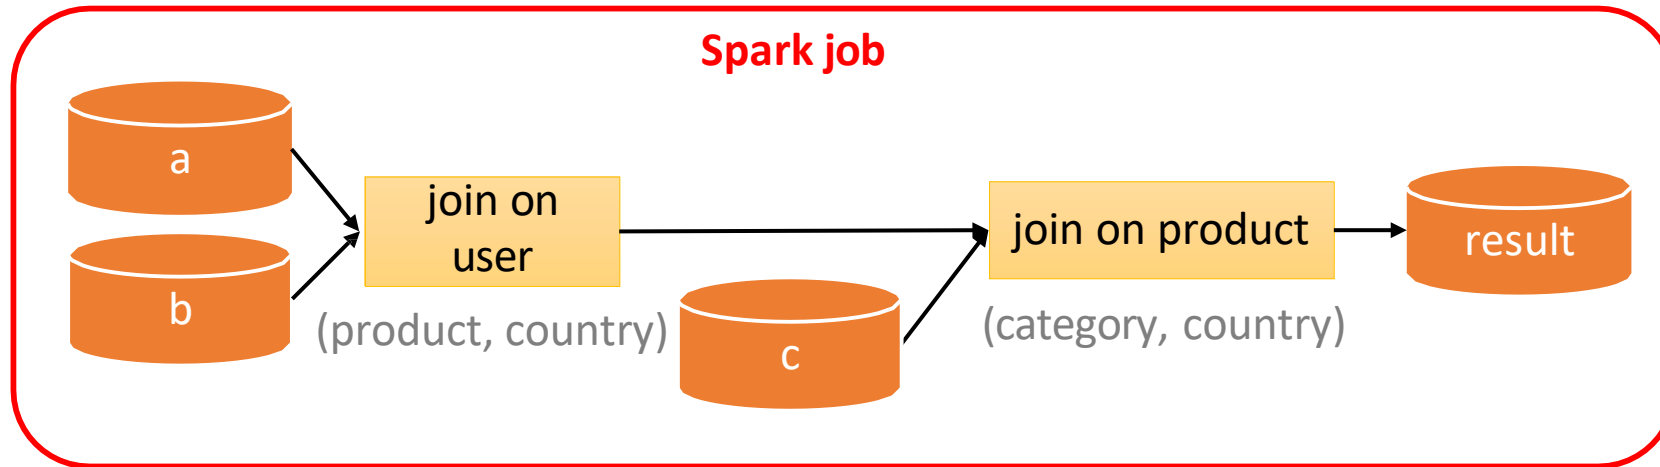 Spark job
a
b
join on
user
(product, country)
c
join on product
(category, country)
result